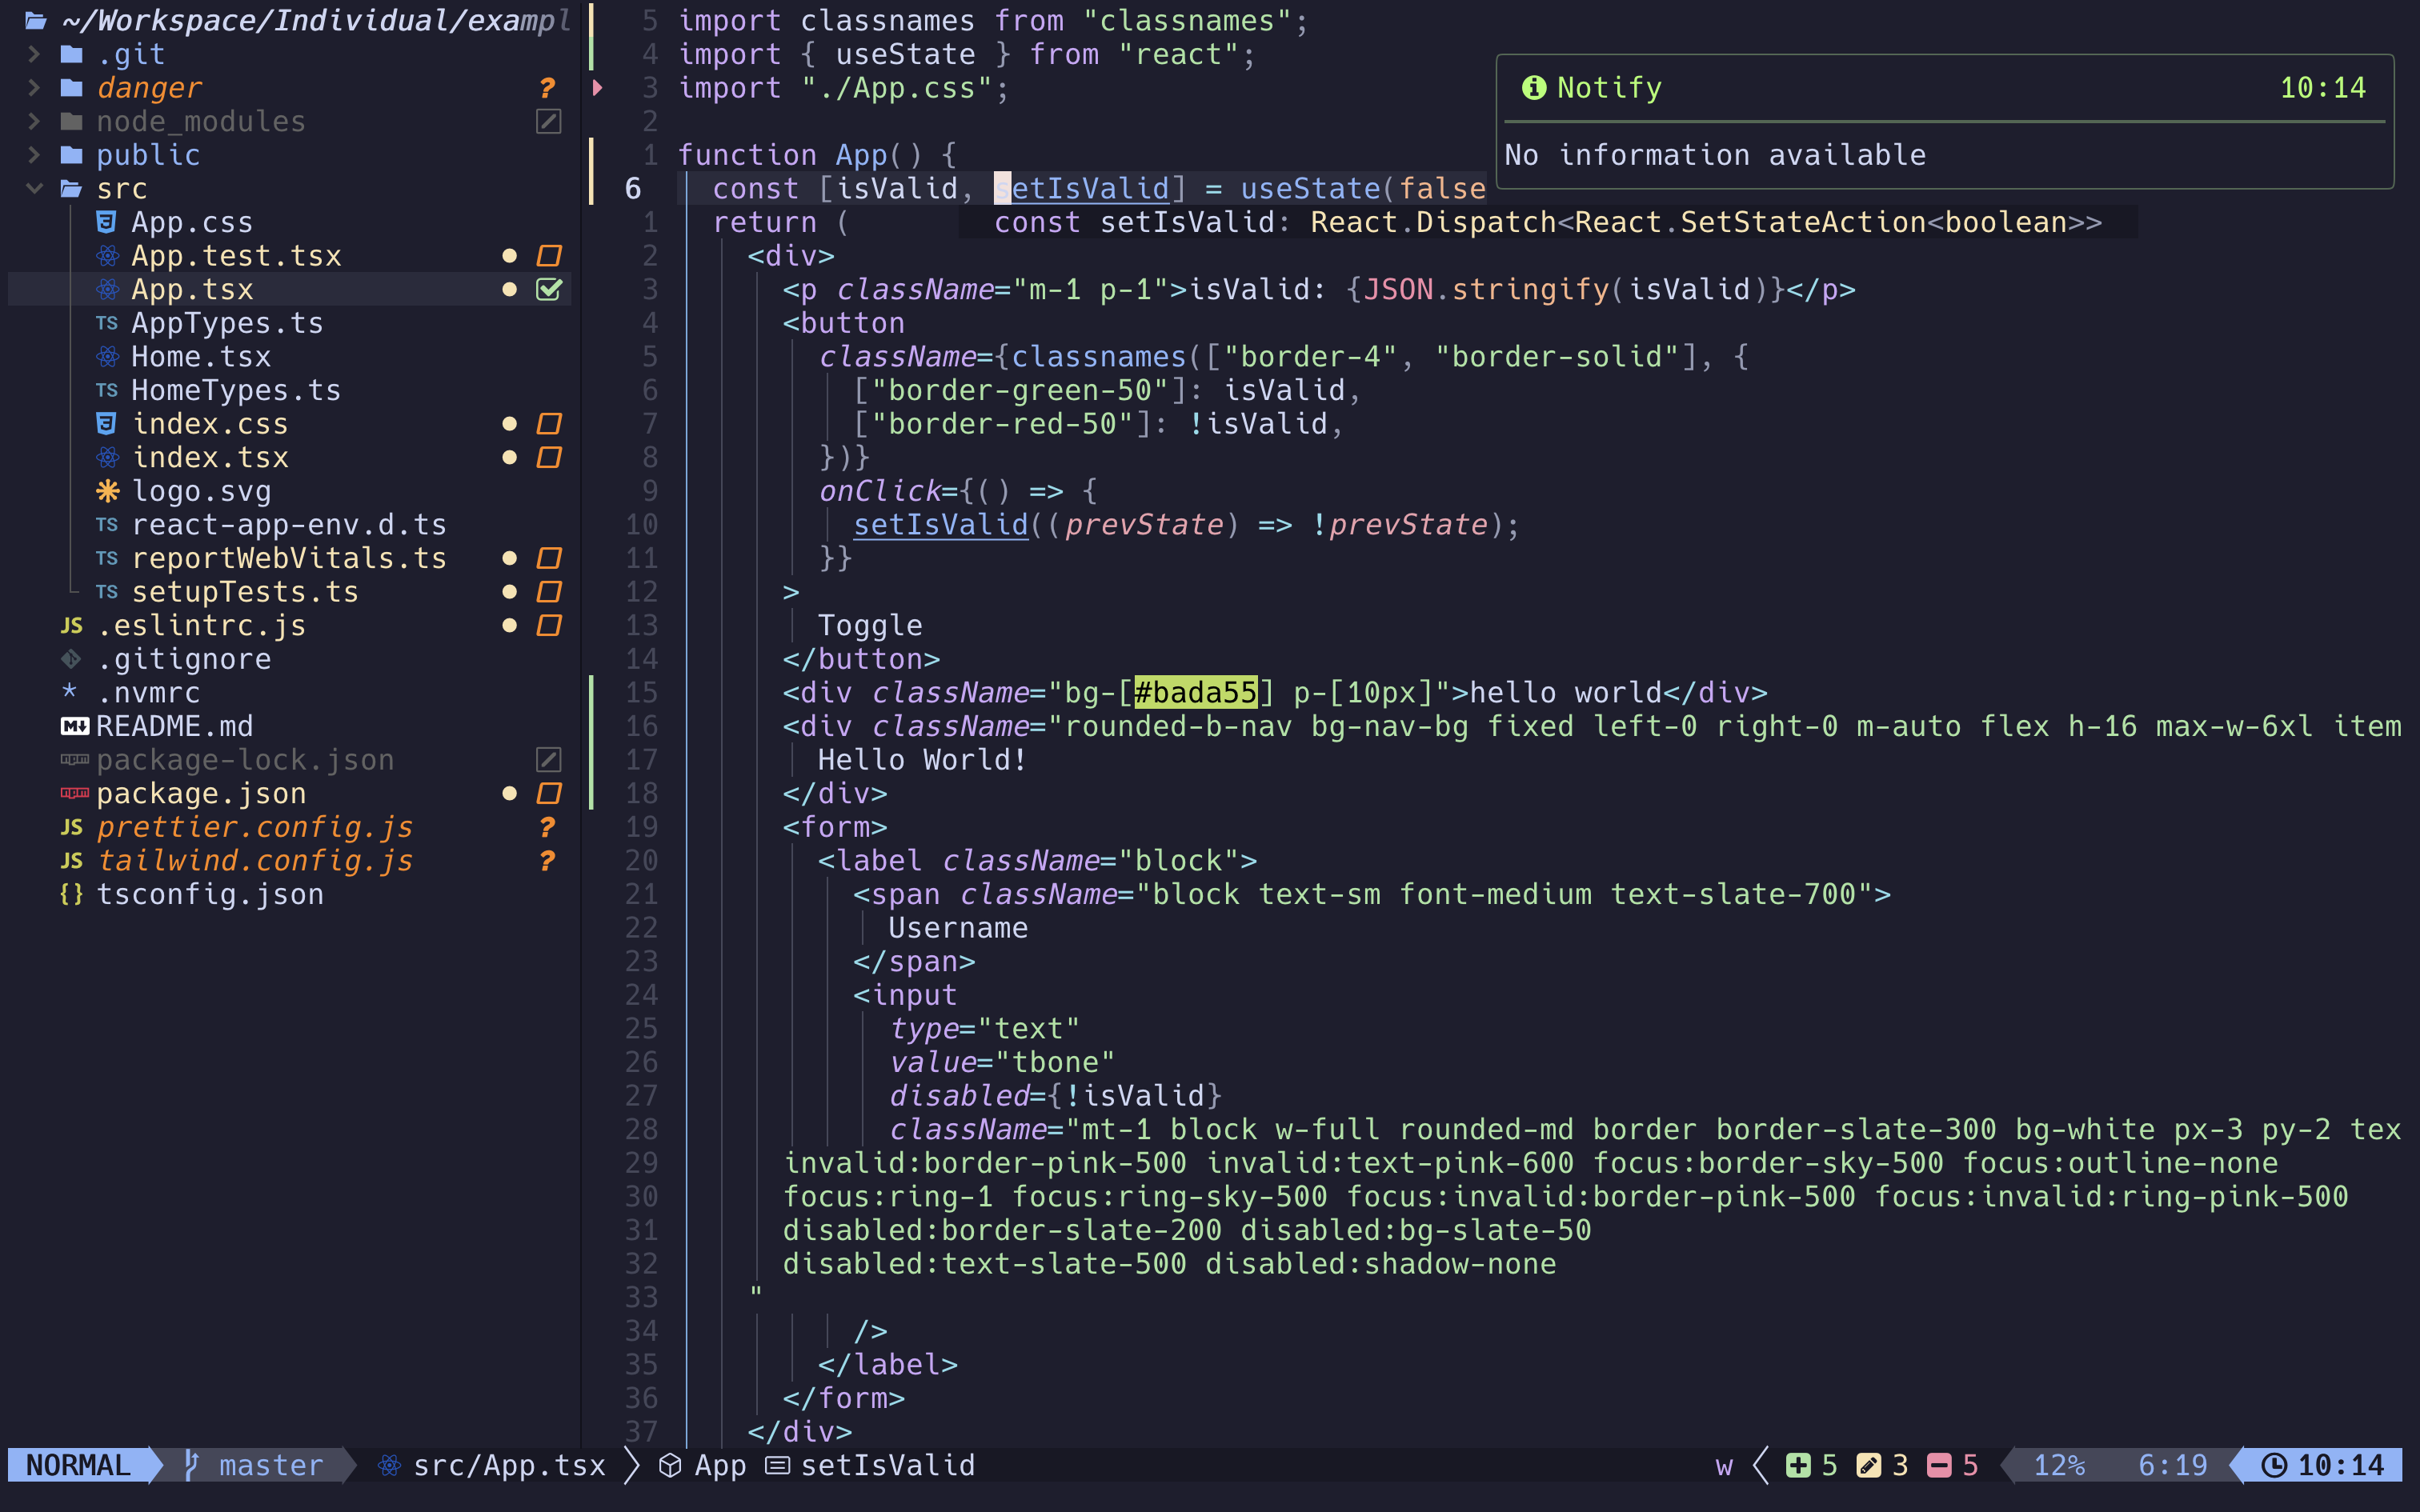 ~/Workspace/Individual/exampl
.git
danger ?
node_modules
public
src
App.css
App.test.tsx
App.tsx
TS AppTypes.ts
Home.tsx
TS HomeTypes.ts
index.css
index.tsx
logo.svg
TS react-app-env.d.ts
TS reportWebVitals.ts
TS setupTests.ts
JS .eslintrc.js
.gitignore
* .nvmrc
M↓ README.md
package-lock.json
package.json
JS prettier.config.js ?
JS tailwind.config.js ?
{} tsconfig.json
5 import classnames from "classnames";
4 import { useState } from "react";
3 import "./App.css";
2
1 function App() {
6 const [isValid, setIsValid] = useState(false
1 return (
const setIsValid: React.Dispatch<React.SetStateAction<boolean>>
2 <div>
3 <p className="m-1 p-1">isValid: {JSON.stringify(isValid)}</p>
4 <button
5 className={classnames(["border-4", "border-solid"], {
6 ["border-green-50"]: isValid,
7 ["border-red-50"]: !isValid,
8 })}
9 onClick={() => {
10 setIsValid((prevState) => !prevState);
11 }}
12 >
13 Toggle
14 </button>
15 <div className="bg-[#bada55] p-[10px]">hello world</div>
16 <div className="rounded-b-nav bg-nav-bg fixed left-0 right-0 m-auto flex h-16 max-w-6xl item
17 Hello World!
18 </div>
19 <form>
20 <label className="block">
21 <span className="block text-sm font-medium text-slate-700">
22 Username
23 </span>
24 <input
25 type="text"
26 value="tbone"
27 disabled={!isValid}
28 className="mt-1 block w-full rounded-md border border-slate-300 bg-white px-3 py-2 tex
29 invalid:border-pink-500 invalid:text-pink-600 focus:border-sky-500 focus:outline-none
30 focus:ring-1 focus:ring-sky-500 focus:invalid:border-pink-500 focus:invalid:ring-pink-500
31 disabled:border-slate-200 disabled:bg-slate-50
32 disabled:text-slate-500 disabled:shadow-none
33 "
34 />
35 </label>
36 </form>
37 </div>
Notify 10:14
No information available
NORMAL master src/App.tsx App setIsValid w 5 3 5 12% 6:19 10:14